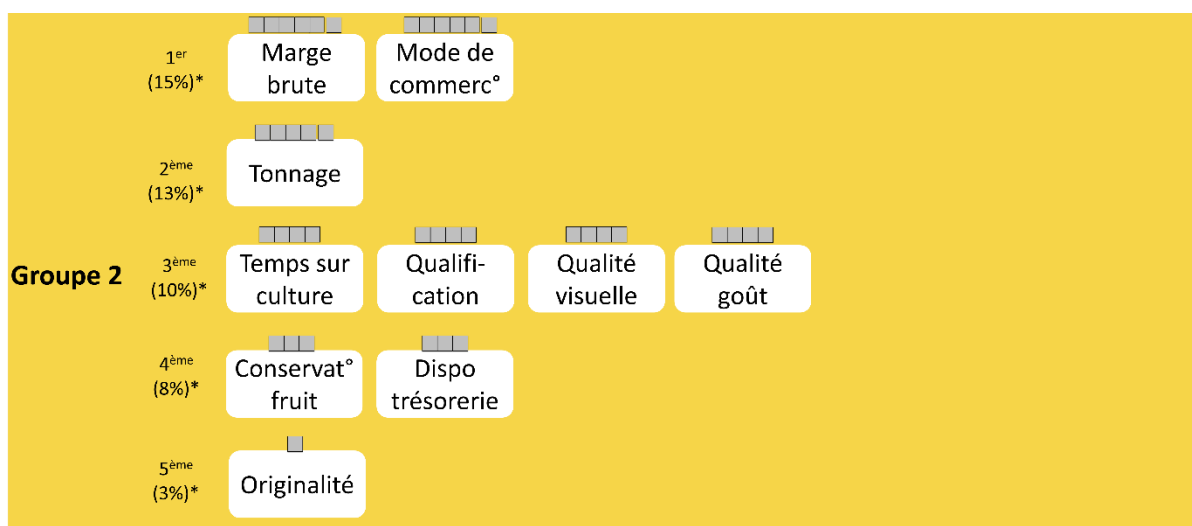 1er
(15%)*
Marge
brute
Mode de
commerc°
2ème
(13%)*
Tonnage
Groupe 2
3ème
(10%)*
Temps sur
culture
Qualifi-
cation
Qualité
visuelle
Qualité
goût
4ème
(8%)*
Conservat°
fruit
Dispo
trésorerie
5ème
(3%)*
Originalité